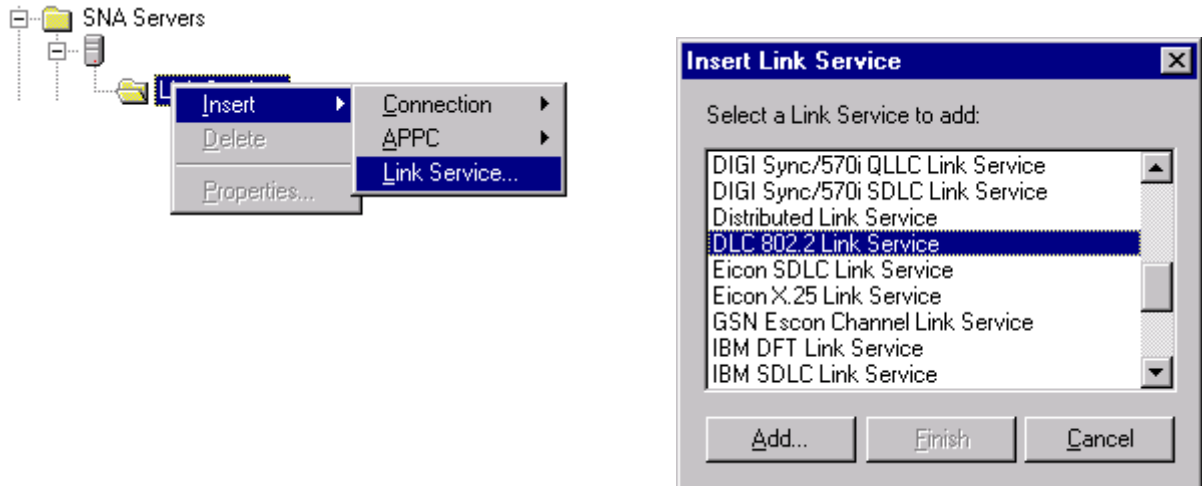 SNA Servers
Insert
Delete
Properties...
Connection
APPC
Link Service...
Insert Link Service
Select a Link Service to add:
DIGI Sync/570i QLLC Link Service
DIGI Sync/570i SDLC Link Service
Distributed Link Service
DLC 802.2 Link Service
Eicon SDLC Link Service
Eicon X.25 Link Service
GSN Escon Channel Link Service
IBM DFT Link Service
IBM SDLC Link Service
Add...
Finish
Cancel